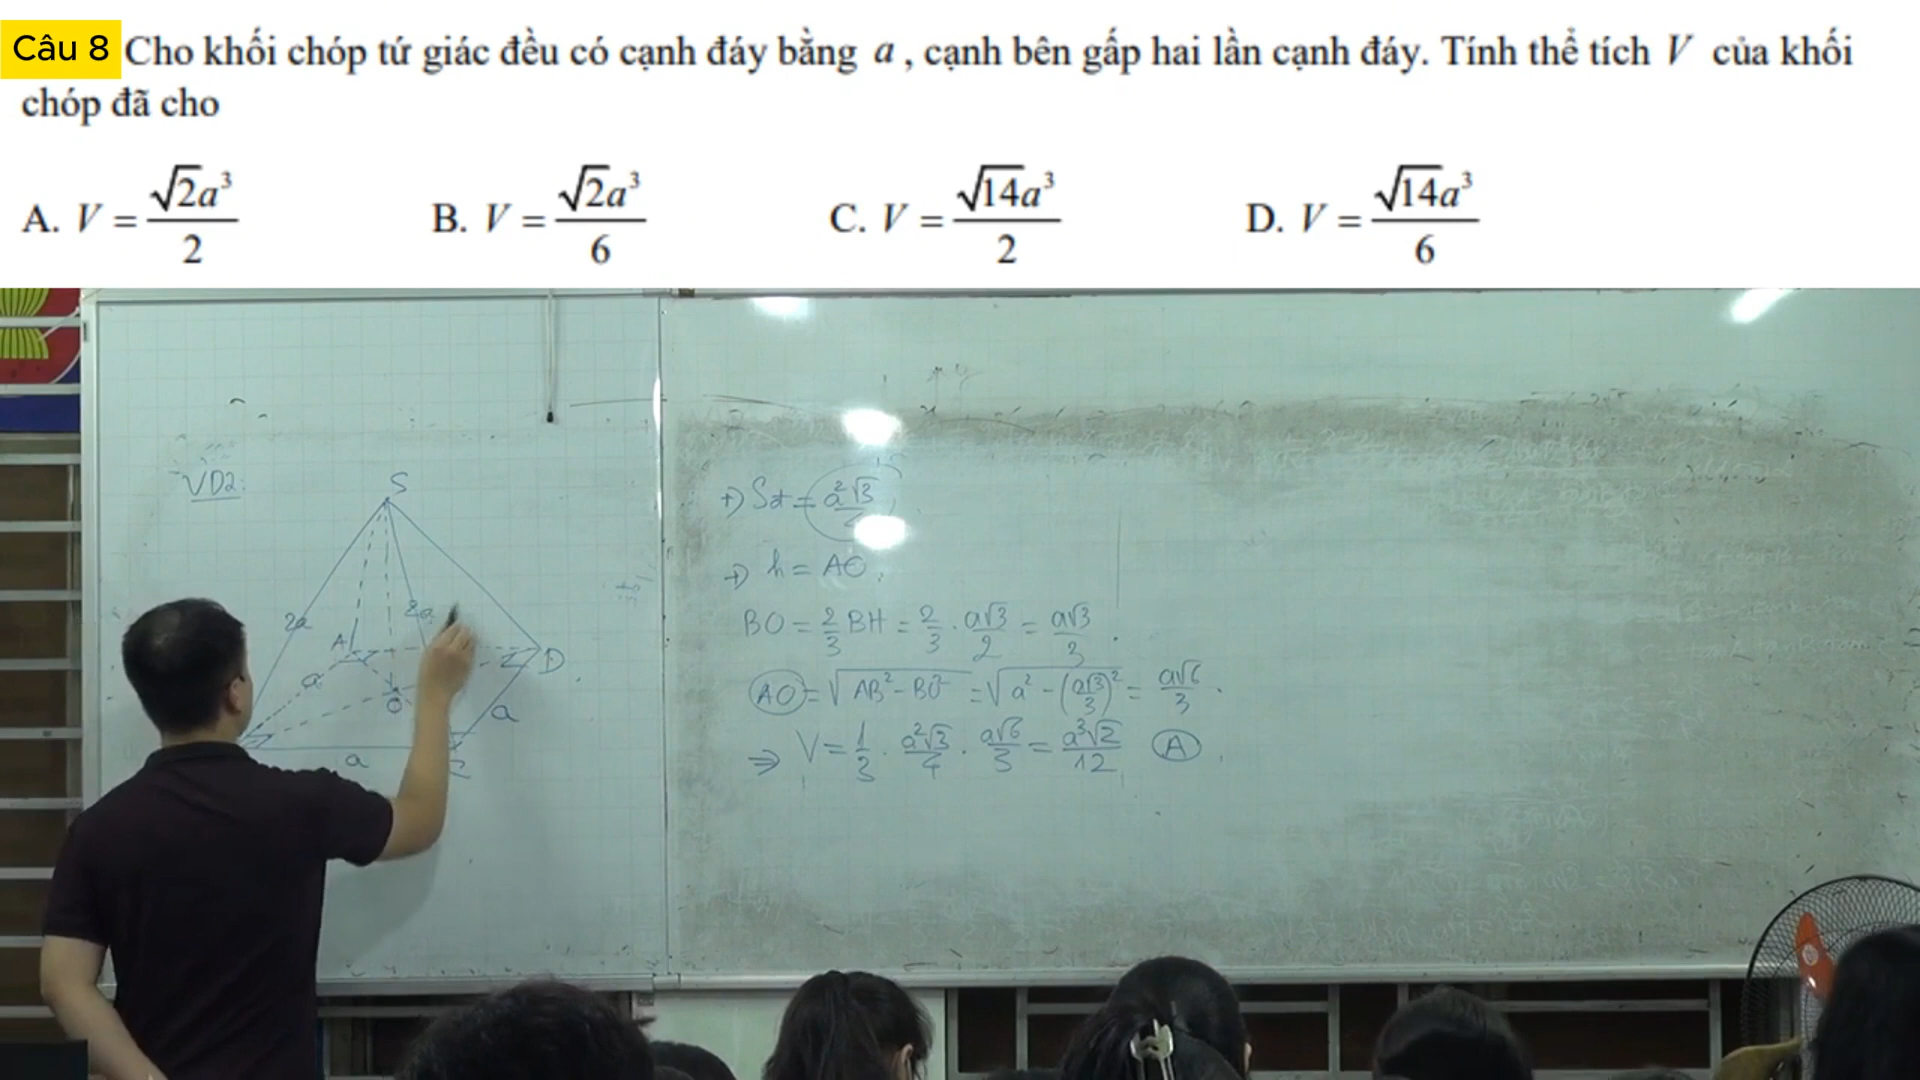 Câu 8 Cho khối chóp tứ giác đều có cạnh đáy bằng a, cạnh bên gấp hai lần cạnh đáy. Tính thể tích V của khối
chóp đã cho
A. V = √2a³/2 B. V = √2a³/6 C. V = √14a³/2 D. V = √14a³/6
VD2:
S
2a 2a
A D
a O a
a C
+) Sđ = a²√3/4
+) h = AO.
BO = 2/3 BH = 2/3 . a√3/2 = a√3/3.
AO = √(AB² - BO²) = √(a² - (a√3/3)²) = a√6/3.
⇒ V = 1/3 . a²√3/4 . a√6/3 = a³√2/12 A